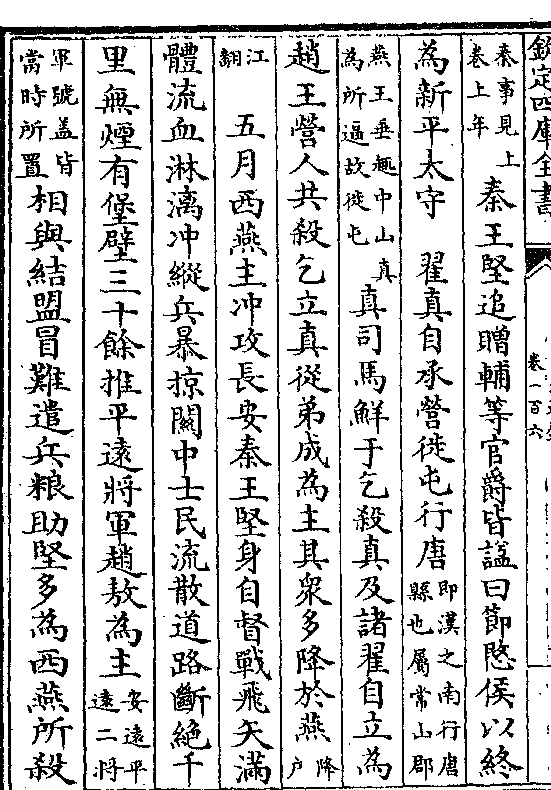 欽定四庫全書 卷一百六
秦事見上卷上年 秦王堅追贈輔等官爵皆諡曰節愍侯以終
為新平太守 翟真自承營徙屯行唐即漢之南行唐縣也屬常山郡
燕王垂趣中山真為所逼故徙屯 真司馬鮮于乞殺真及諸翟自立為
趙王營人共殺乞立真從弟成為主其衆多降於燕降戶
江翻 五月西燕主冲攻長安秦王堅身自督戰飛矢滿
體流血淋漓冲縱兵暴掠關中士民流散道路斷絕千
里無煙有堡壁三十餘推平遠將軍趙敖為主安遠平遠二將
軍號盖皆當時所置 相與結盟冒難遣兵粮助堅多為西燕所殺